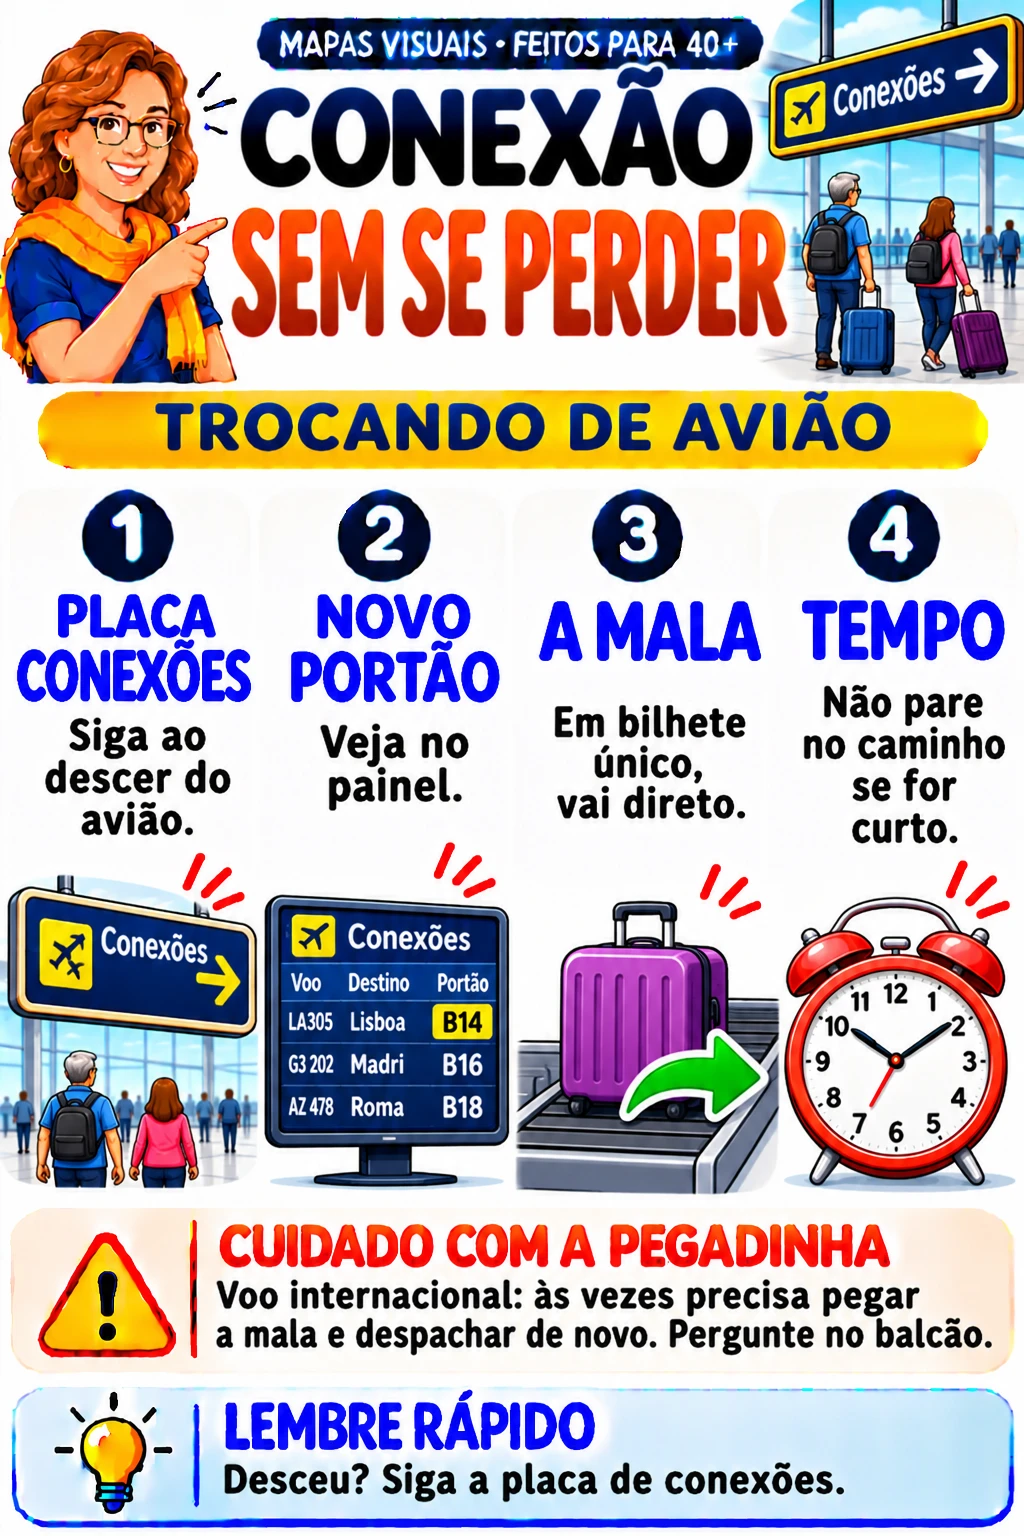 MAPAS VISUAIS • FEITOS PARA 40+
CONEXÃO
SEM SE PERDER
Conexões
TROCANDO DE AVIÃO
1
PLACA
CONEXÕES
Siga ao
descer do
avião.
2
NOVO
PORTÃO
Veja no
painel.
3
A MALA
Em bilhete
único,
vai direto.
4
TEMPO
Não pare
no caminho
se for
curto.
Conexões
Conexões
Voo Destino Portão
LA305 Lisboa B14
G3 202 Madri B16
AZ 478 Roma B18
12
1
2
3
4
5
6
7
8
9
10
11
CUIDADO COM A PEGADINHA
Voo internacional: às vezes precisa pegar
a mala e despachar de novo. Pergunte no balcão.
LEMBRE RÁPIDO
Desceu? Siga a placa de conexões.